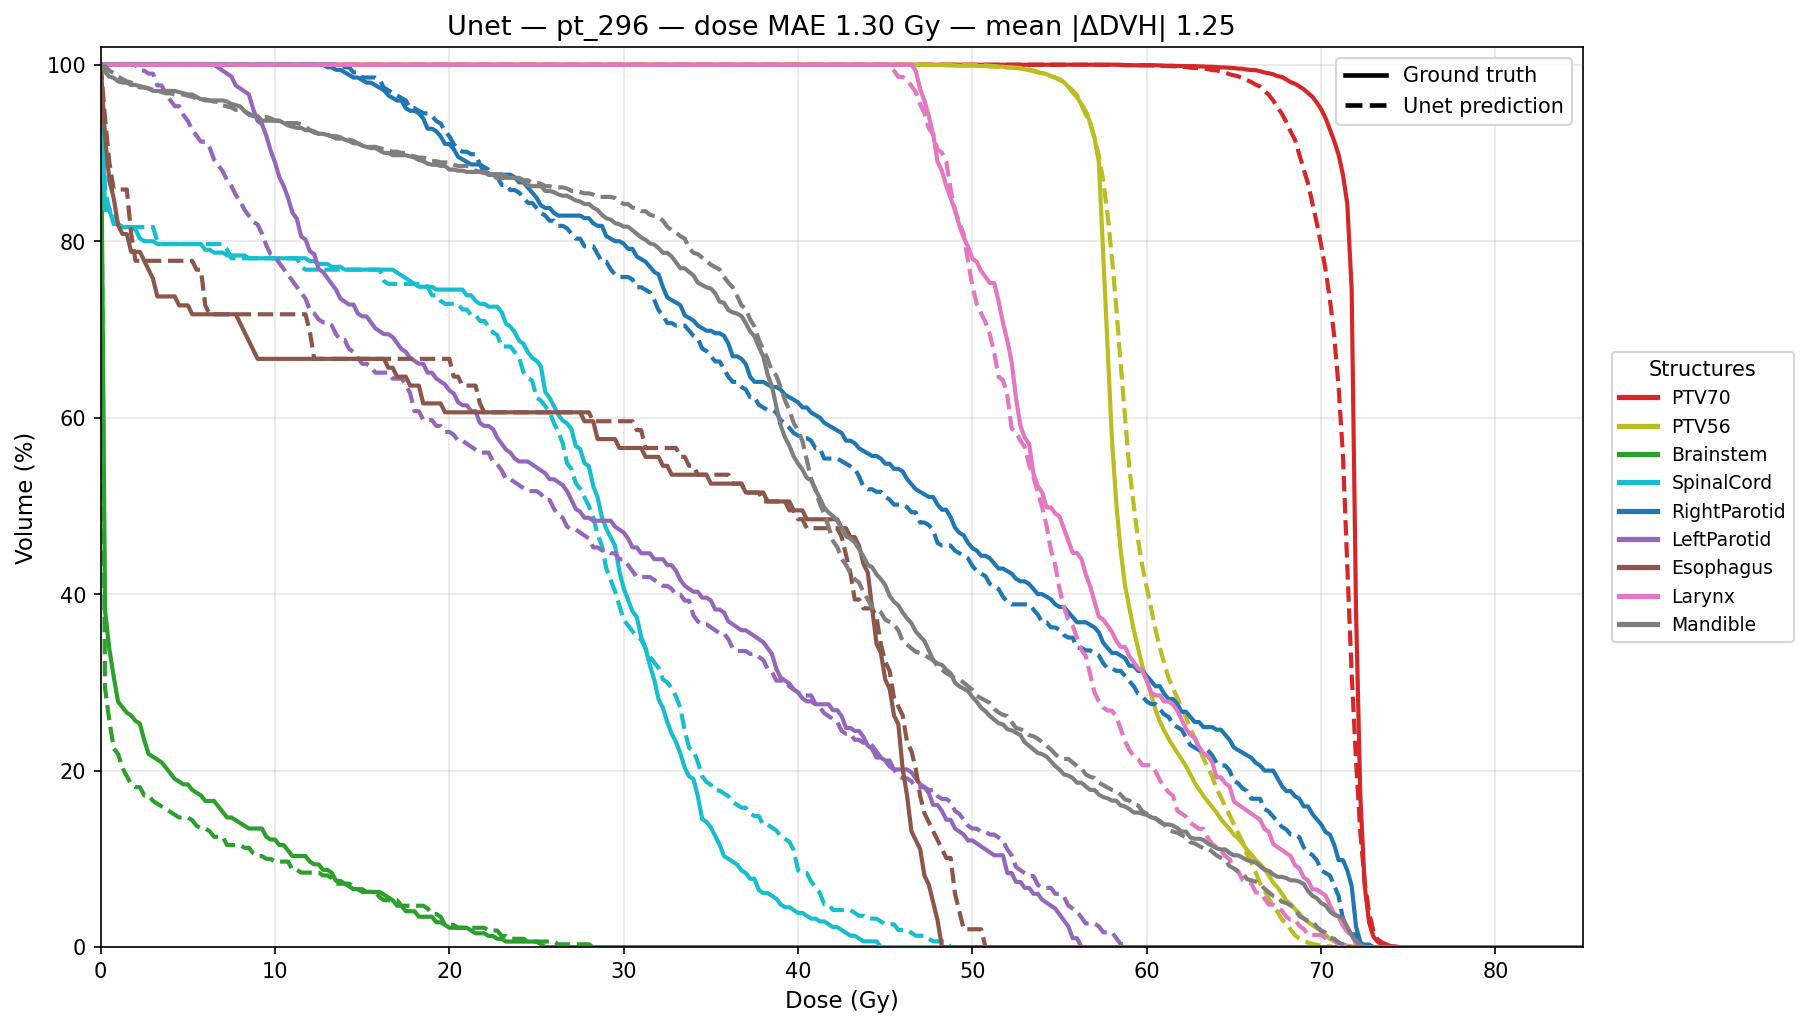 Unet — pt_296 — dose MAE 1.30 Gy — mean |ΔDVH| 1.25
Ground truth
Unet prediction
100
80
60
40
20
0
Volume (%)
0 10 20 30 40 50 60 70 80
Dose (Gy)
Structures
PTV70
PTV56
Brainstem
SpinalCord
RightParotid
LeftParotid
Esophagus
Larynx
Mandible